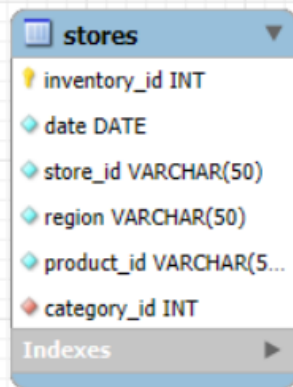 stores
inventory_id INT
date DATE
store_id VARCHAR(50)
region VARCHAR(50)
product_id VARCHAR(5...
category_id INT
Indexes